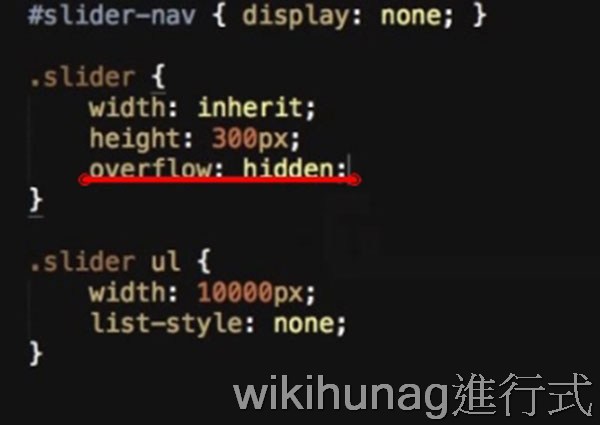 #slider-nav { display: none; }
.slider {
width: inherit;
height: 300px;
overflow: hidden;
}
.slider ul {
width: 10000px;
list-style: none;
}
wikihunag進行式